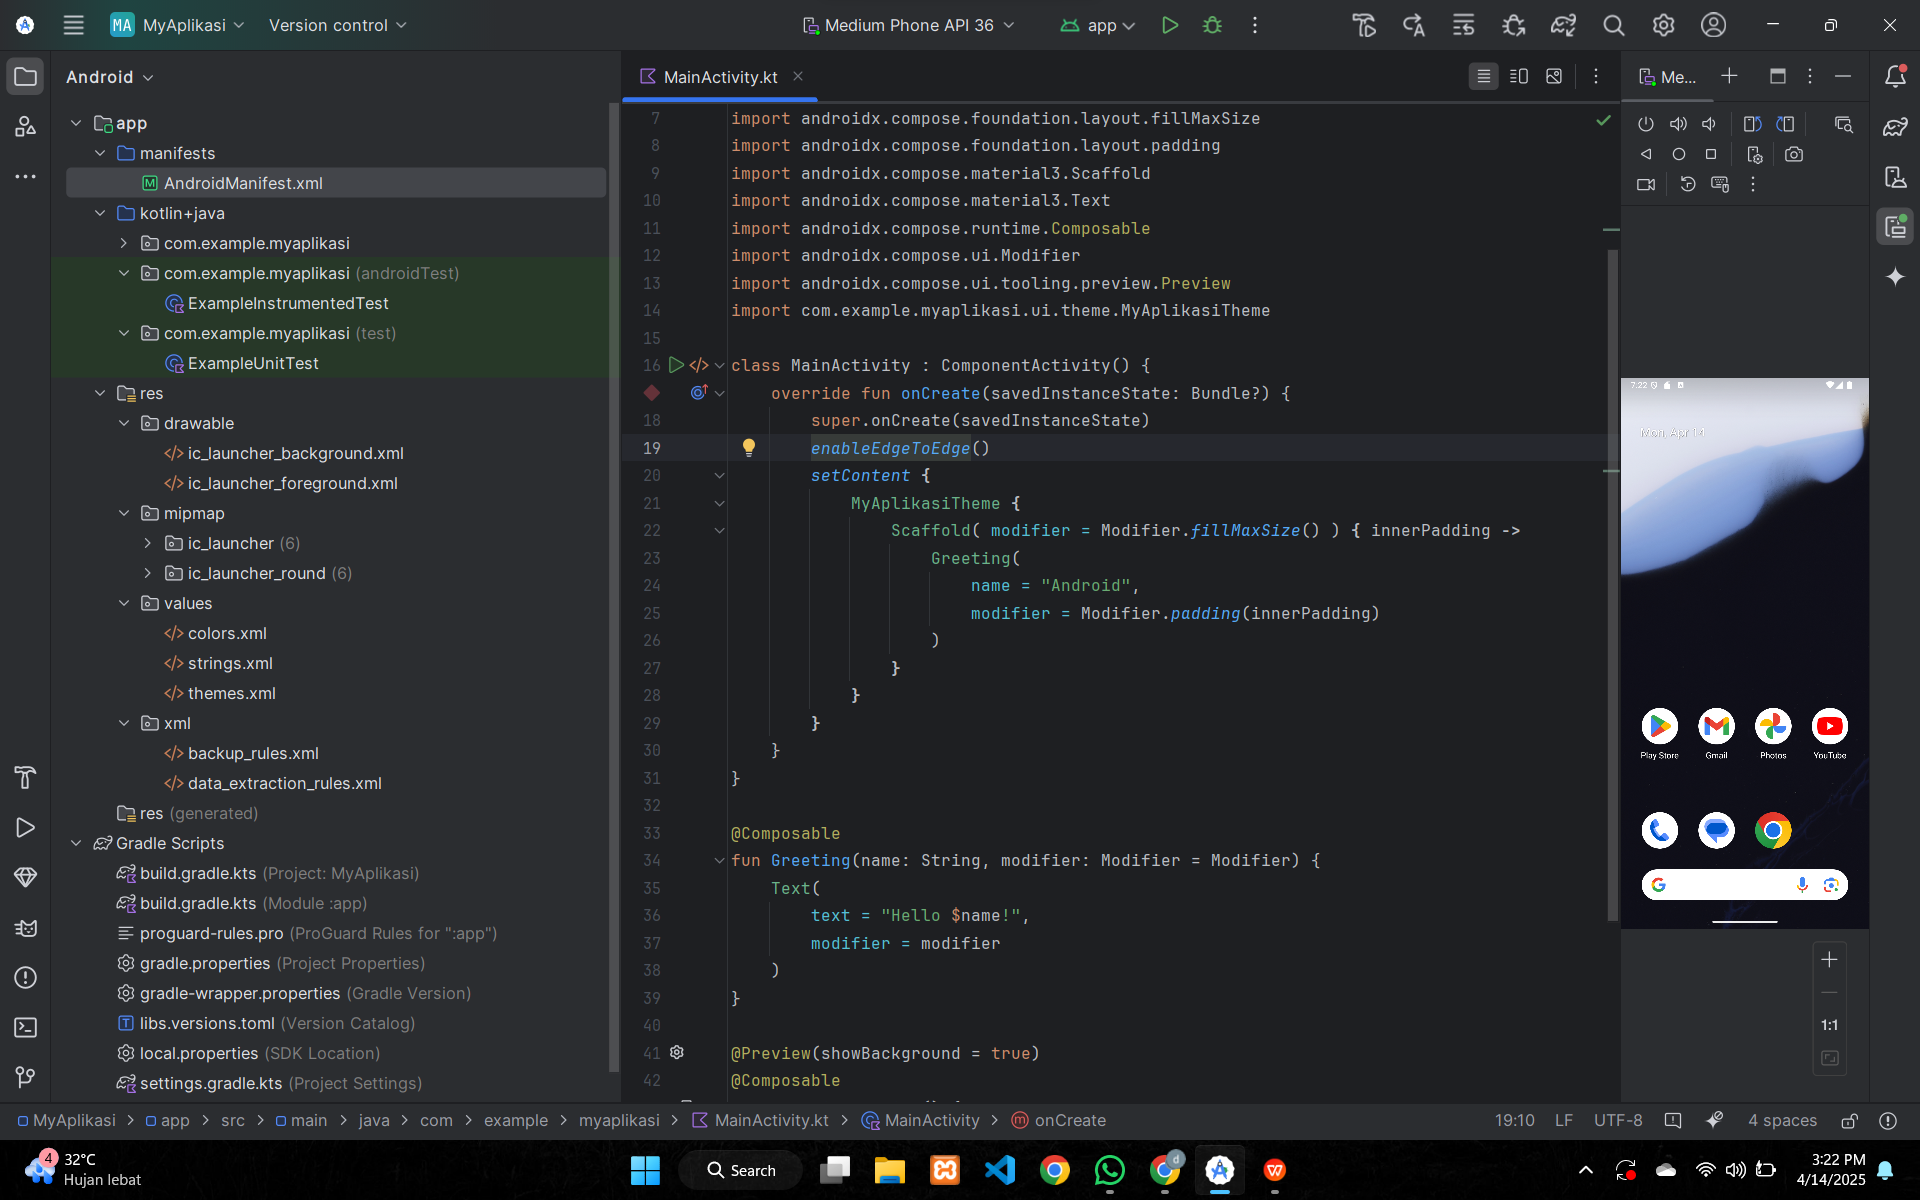 MA MyAplikasi Version control Medium Phone API 36 app
Android MainActivity.kt Me...
app
manifests
AndroidManifest.xml
kotlin+java
com.example.myaplikasi
com.example.myaplikasi (androidTest)
ExampleInstrumentedTest
com.example.myaplikasi (test)
ExampleUnitTest
res
drawable
ic_launcher_background.xml
ic_launcher_foreground.xml
mipmap
ic_launcher (6)
ic_launcher_round (6)
values
colors.xml
strings.xml
themes.xml
xml
backup_rules.xml
data_extraction_rules.xml
res (generated)
Gradle Scripts
build.gradle.kts (Project: MyAplikasi)
build.gradle.kts (Module :app)
proguard-rules.pro (ProGuard Rules for ":app")
gradle.properties (Project Properties)
gradle-wrapper.properties (Gradle Version)
libs.versions.toml (Version Catalog)
local.properties (SDK Location)
settings.gradle.kts (Project Settings)
7 import androidx.compose.foundation.layout.fillMaxSize
8 import androidx.compose.foundation.layout.padding
9 import androidx.compose.material3.Scaffold
10 import androidx.compose.material3.Text
11 import androidx.compose.runtime.Composable
12 import androidx.compose.ui.Modifier
13 import androidx.compose.ui.tooling.preview.Preview
14 import com.example.myaplikasi.ui.theme.MyAplikasiTheme
15
16 class MainActivity : ComponentActivity() {
override fun onCreate(savedInstanceState: Bundle?) {
18 super.onCreate(savedInstanceState)
19 enableEdgeToEdge()
20 setContent {
21 MyAplikasiTheme {
22 Scaffold( modifier = Modifier.fillMaxSize() ) { innerPadding ->
23 Greeting(
24 name = "Android",
25 modifier = Modifier.padding(innerPadding)
26 )
27 }
28 }
29 }
30 }
31 }
32
33 @Composable
34 fun Greeting(name: String, modifier: Modifier = Modifier) {
35 Text(
36 text = "Hello $name!",
37 modifier = modifier
38 )
39 }
40
41 @Preview(showBackground = true)
42 @Composable
7:22
Mon, Apr 14
Play Store Gmail Photos YouTube
1:1
MyAplikasi > app > src > main > java > com > example > myaplikasi > MainActivity.kt > MainActivity > onCreate 19:10 LF UTF-8 4 spaces
4 32°C
Hujan lebat
Search
d
3:22 PM
4/14/2025